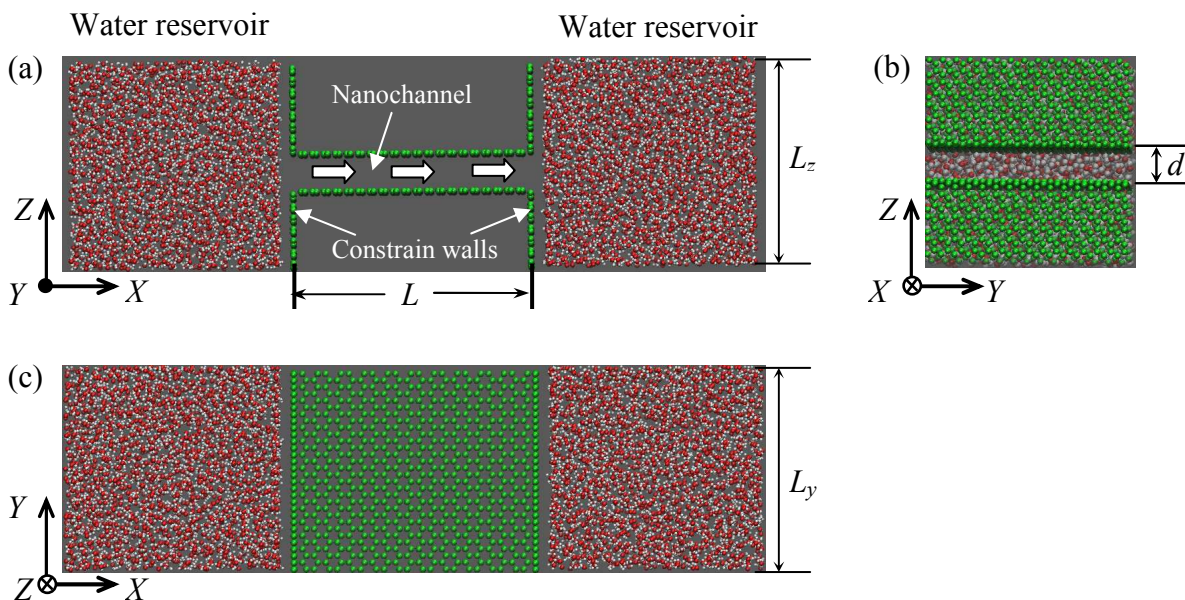 Water reservoir
Water reservoir
(a)
Nanochannel
Constrain walls
Z
Y
X
L
L_z
(b)
d
Z
X
Y
(c)
Y
Z
X
L_y